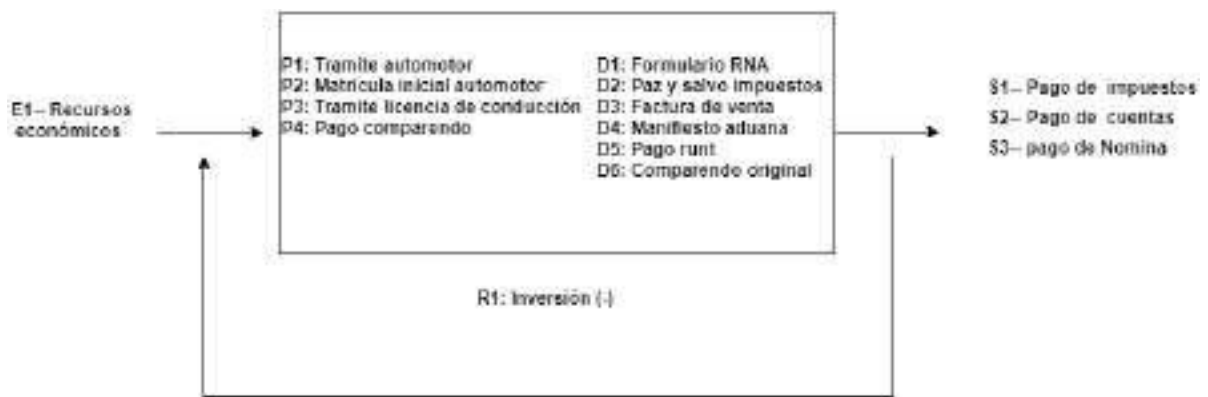 E1– Recursos
económicos
P1: Tramite automotor
P2: Matricula inicial automotor
P3: Tramite licencia de conducción
P4: Pago comparendo
D1: Formulario RNA
D2: Paz y salvo impuestos
D3: Factura de venta
D4: Manifiesto aduana
D5: Pago runt
D6: Comparendo original
S1– Pago de impuestos
S2– Pago de cuentas
S3– pago de Nomina
R1: Inversión (-)